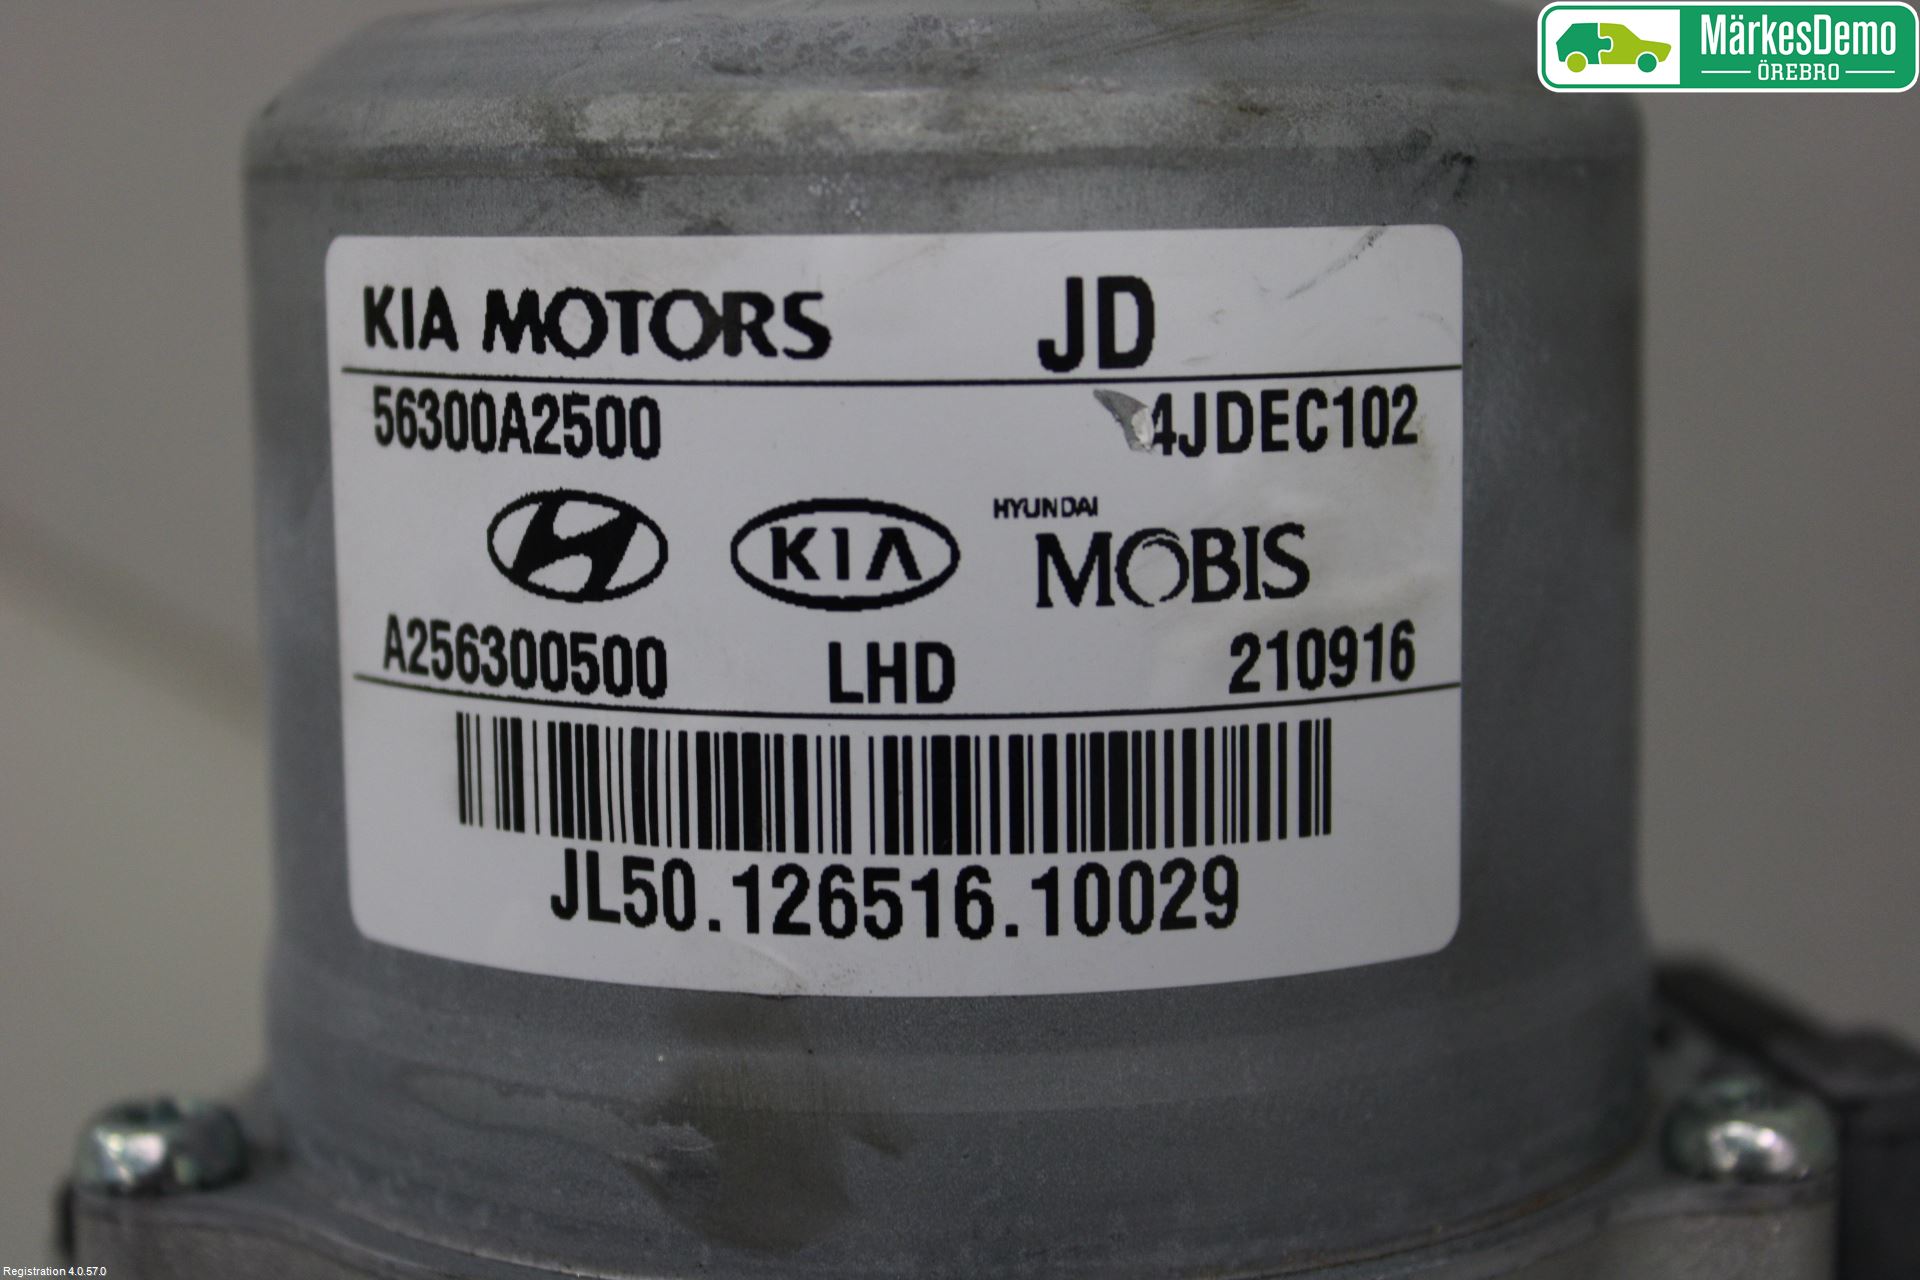 MärkesDemo
ÖREBRO
KIA MOTORS JD
56300A2500 4JDEC102
KIA HYUNDAI MOBIS
A256300500 LHD 210916
JL50.126516.10029
Registration 4.0.57.0